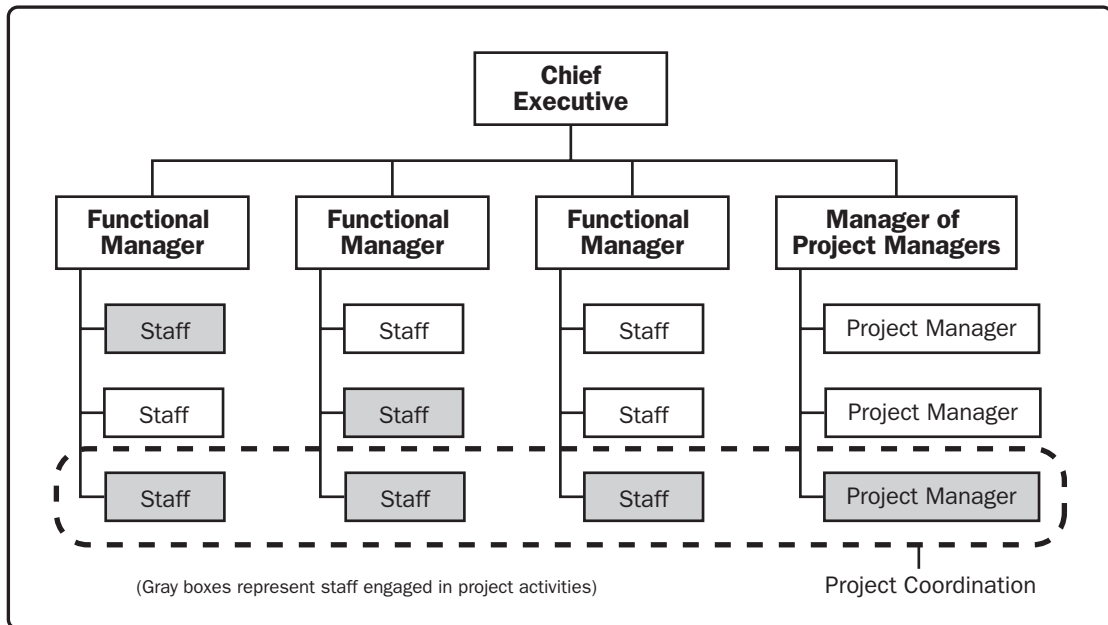 Chief
Executive
Functional
Manager
Functional
Manager
Functional
Manager
Manager of
Project Managers
Staff
Staff
Staff
Project Manager
Staff
Staff
Staff
Project Manager
Staff
Staff
Staff
Project Manager
(Gray boxes represent staff engaged in project activities)
Project Coordination